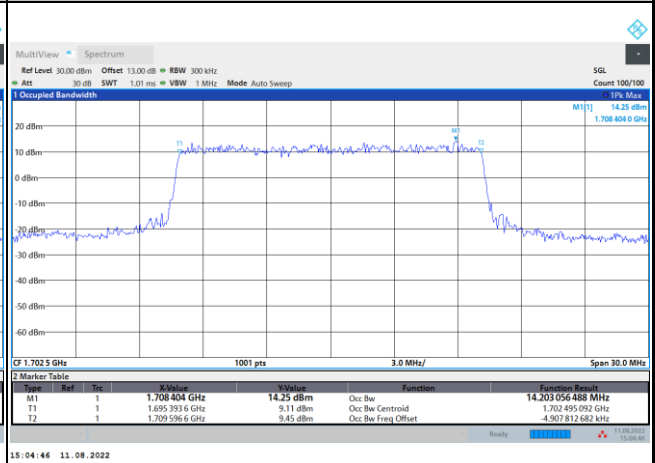 MultiView Spectrum
Ref Level 30.00 dBm Offset 13.00 dB RBW 300 kHz SGL
Att 30 dB SWT 1.01 ms VBW 1 MHz Mode Auto Sweep Count 100/100
1 Occupied Bandwidth 1Pk Max
M1[1] 14.25 dBm
1.708 404 0 GHz
20 dBm
M1
T1 T2
10 dBm
0 dBm
-10 dBm
-20 dBm
-30 dBm
-40 dBm
-50 dBm
-60 dBm
CF 1.702 5 GHz 1001 pts 3.0 MHz/ Span 30.0 MHz
2 Marker Table
Type Ref Trc X-Value Y-Value Function Function Result
M1 1 1.708 404 GHz 14.25 dBm Occ Bw 14.203 056 488 MHz
T1 1 1.695 393 6 GHz 9.11 dBm Occ Bw Centroid 1.702 495 092 GHz
T2 1 1.709 596 6 GHz 9.45 dBm Occ Bw Freq Offset -4.907 812 682 kHz
Ready 11.08.2022
15:04:46
15:04:46 11.08.2022